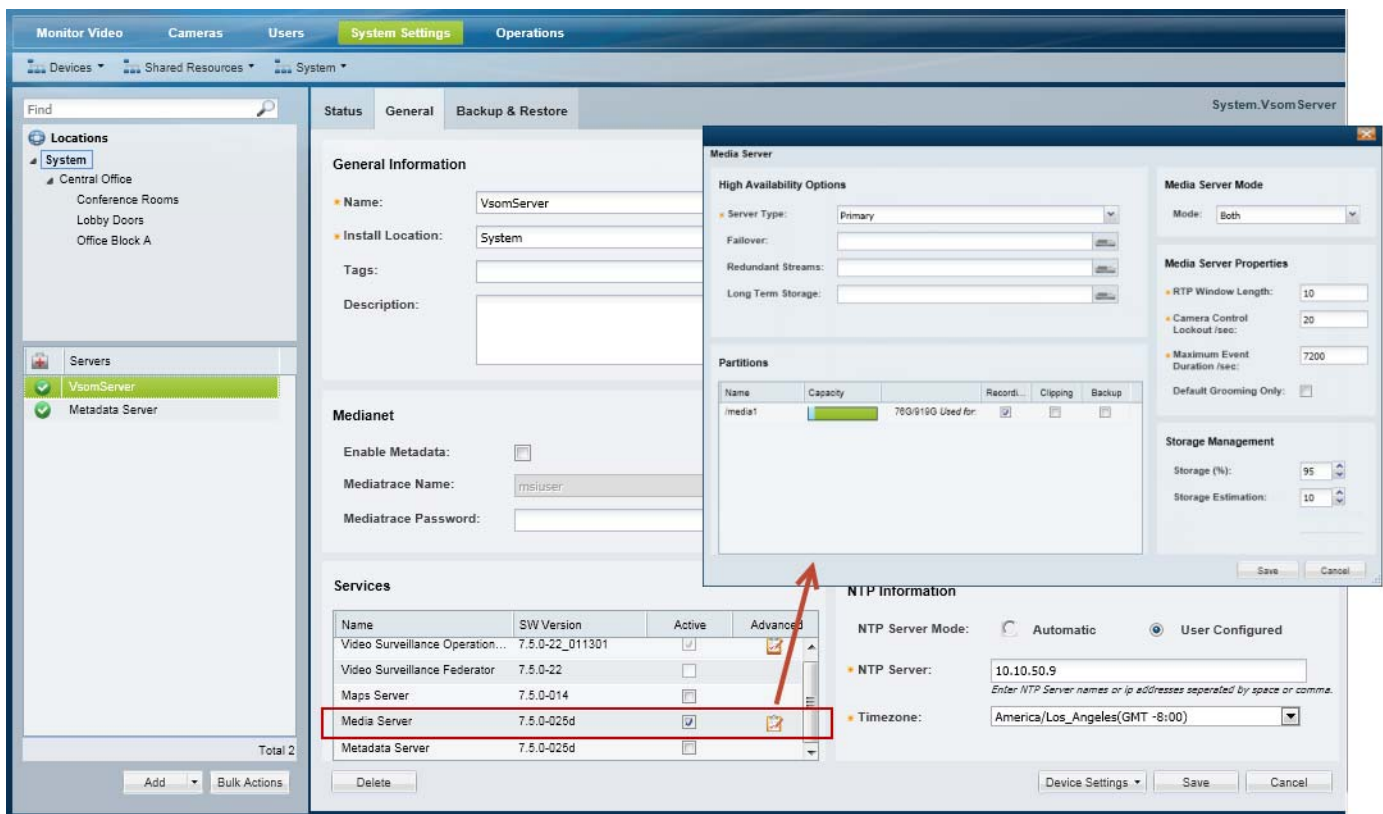 Monitor Video Cameras Users System Settings Operations
Devices Shared Resources System
Find
Locations
System
Central Office
Conference Rooms
Lobby Doors
Office Block A
Servers
VsomServer
Metadata Server
Total 2
Add Bulk Actions
Status General Backup & Restore
System.VsomServer
General Information
Name: VsomServer
Install Location: System
Tags:
Description:
Medianet
Enable Metadata:
Mediatrace Name: msiuser
Mediatrace Password:
Services
Name SW Version Active Advanced
Video Surveillance Operation... 7.5.0-22_011301
Video Surveillance Federator 7.5.0-22
Maps Server 7.5.0-014
Media Server 7.5.0-025d
Metadata Server 7.5.0-025d
Delete
Media Server
High Availability Options
Server Type: Primary
Failover:
Redundant Streams:
Long Term Storage:
Partitions
Name Capacity Recordi... Clipping Backup
/media1 76G/919G Used for:
Media Server Mode
Mode: Both
Media Server Properties
RTP Window Length: 10
Camera Control
Lockout /sec:
20
Maximum Event
Duration /sec:
7200
Default Grooming Only:
Storage Management
Storage (%): 95
Storage Estimation: 10
Save Cancel
NTP Information
NTP Server Mode: Automatic User Configured
NTP Server: 10.10.50.9
Enter NTP Server names or ip addresses seperated by space or comma.
Timezone: America/Los_Angeles(GMT -8:00)
Device Settings Save Cancel